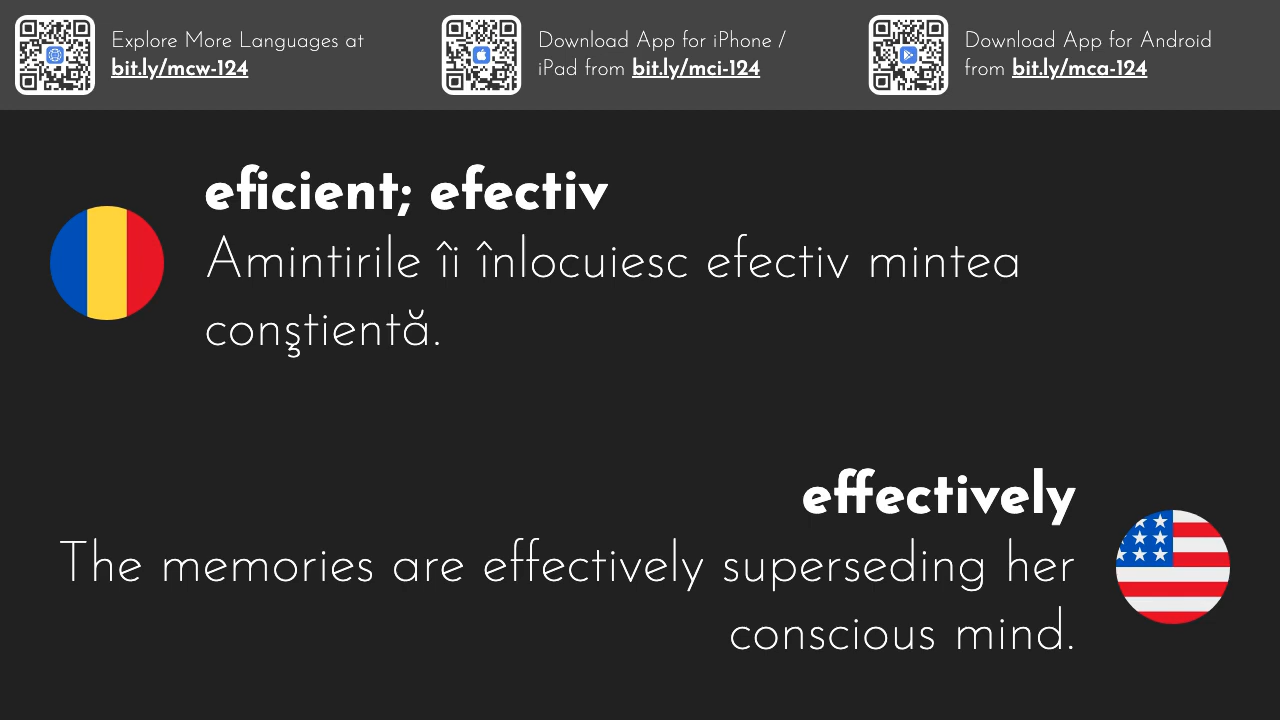 Explore More Languages at
bit.ly/mcw-124
Download App for iPhone /
iPad from bit.ly/mci-124
Download App for Android
from bit.ly/mca-124
eficient; efectiv
Amintirile îi înlocuiesc efectiv mintea
conştientă.
effectively
The memories are effectively superseding her
conscious mind.